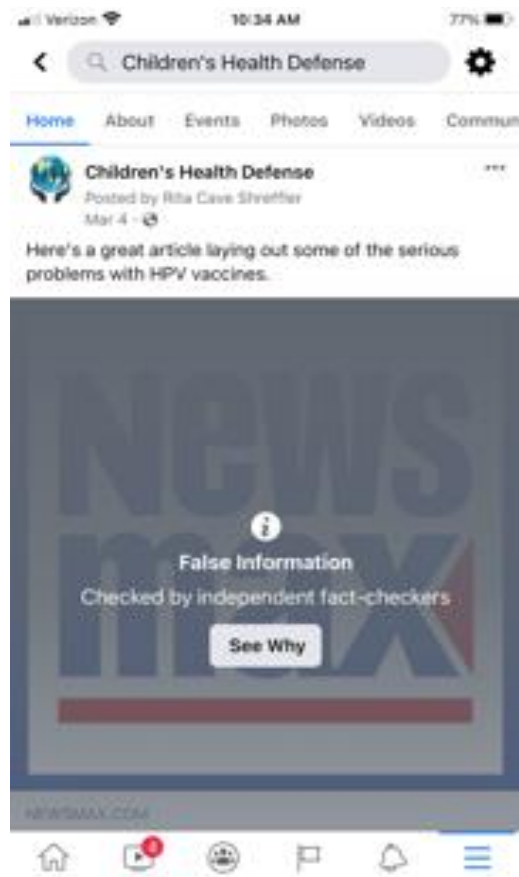 Verizon 10:34 AM 77%
Children's Health Defense
Home About Events Photos Videos Commun
Children's Health Defense
Posted by Rita Cave Shreffler
Mar 4 ·
Here's a great article laying out some of the serious
problems with HPV vaccines.
news
max
False Information
Checked by independent fact-checkers
See Why
NEWSMAX.COM